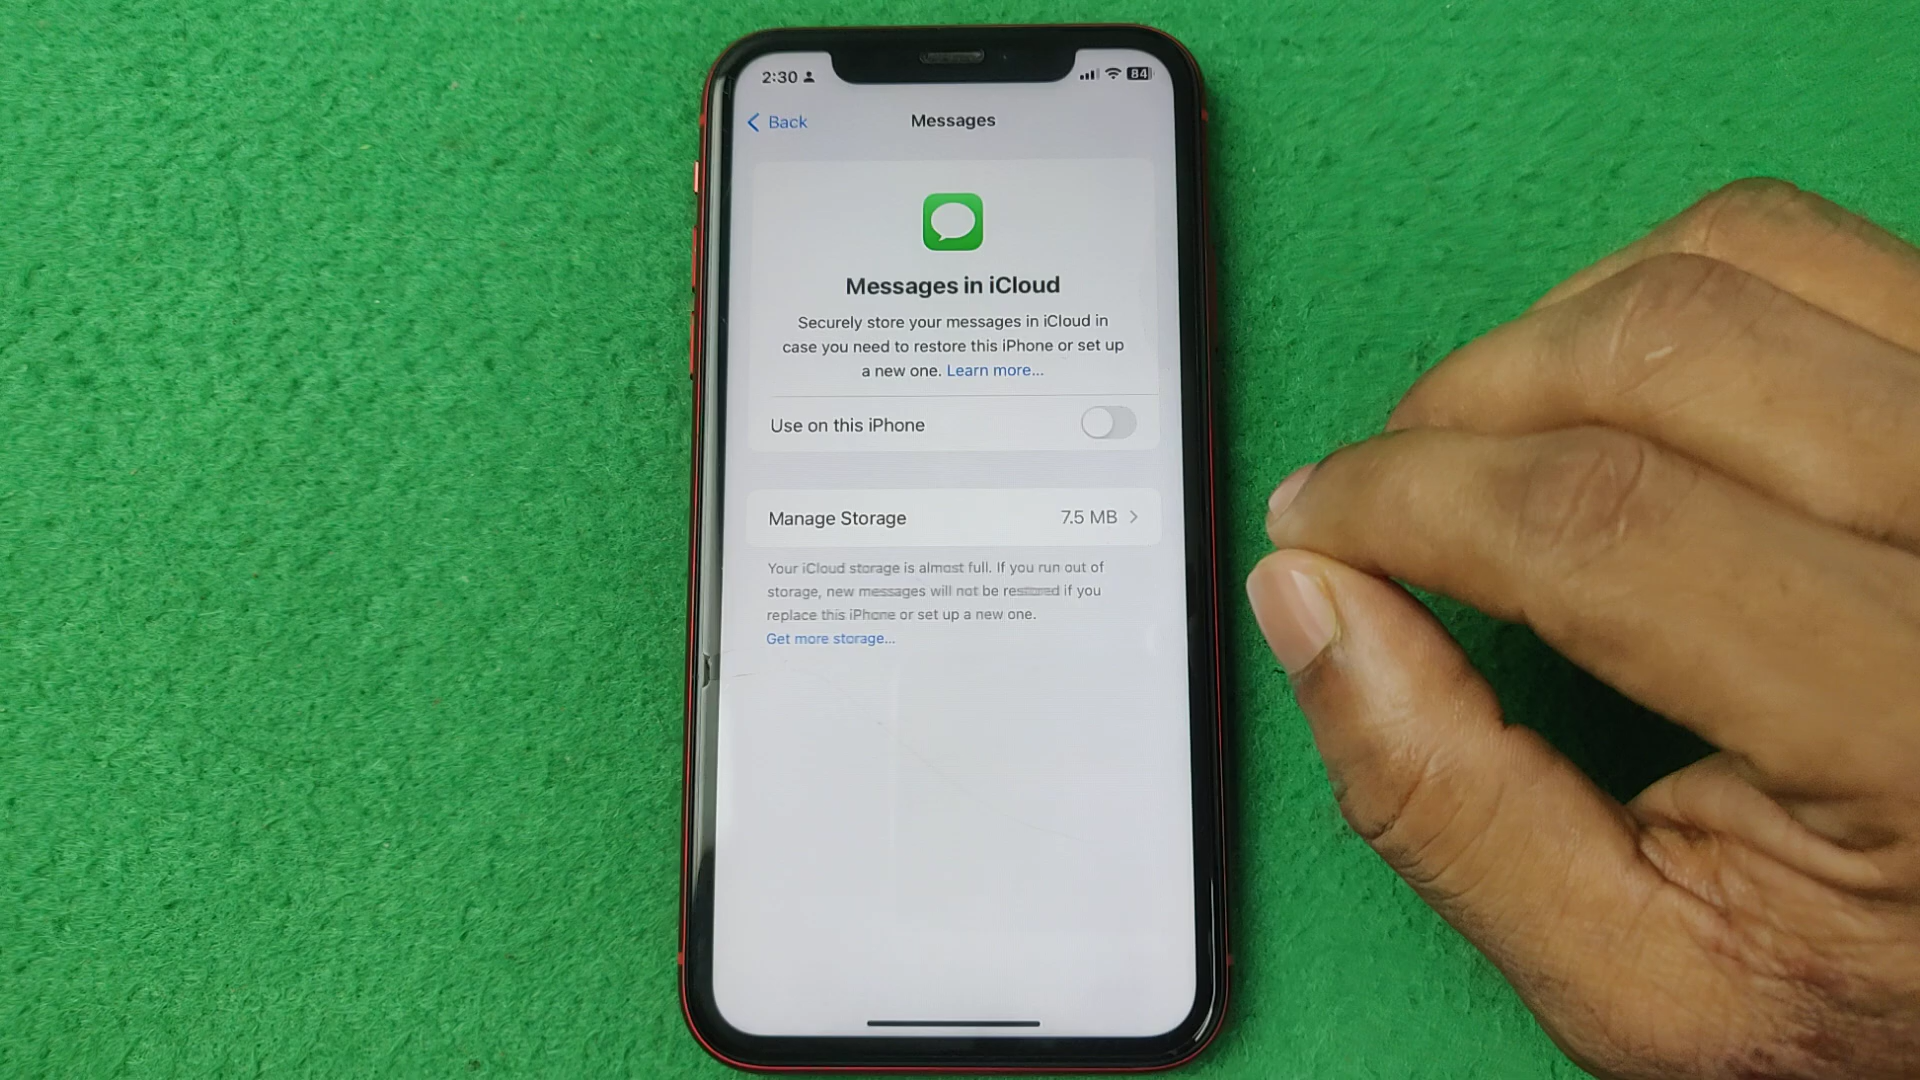 2:30
84
Back
Messages
Messages in iCloud
Securely store your messages in iCloud in
case you need to restore this iPhone or set up
a new one. Learn more...
Use on this iPhone
Manage Storage 7.5 MB
Your iCloud storage is almost full. If you run out of
storage, new messages will not be restored if you
replace this iPhone or set up a new one.
Get more storage...